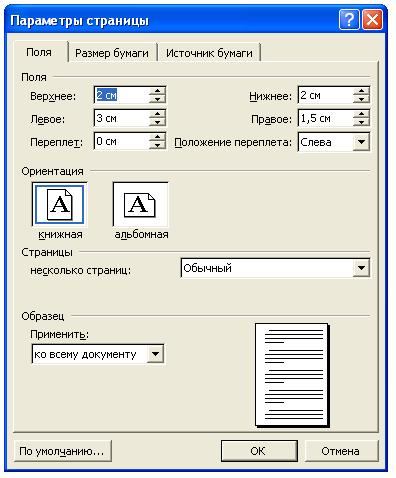 Параметры страницы
Поля Размер бумаги Источник бумаги
Поля
Верхнее: 2 см Нижнее: 2 см
Левое: 3 см Правое: 1,5 см
Переплет: 0 см Положение переплета: Слева
Ориентация
A A
книжная альбомная
Страницы
несколько страниц: Обычный
Образец
Применить:
ко всему документу
По умолчанию... ОК Отмена